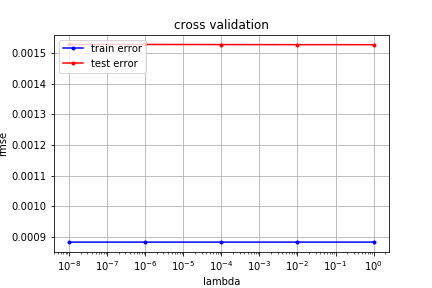 cross validation
0.0015
0.0014
0.0013
0.0012
0.0011
0.0010
0.0009
rmse
train error
test error
10⁻⁸ 10⁻⁷ 10⁻⁶ 10⁻⁵ 10⁻⁴ 10⁻³ 10⁻² 10⁻¹ 10⁰
lambda